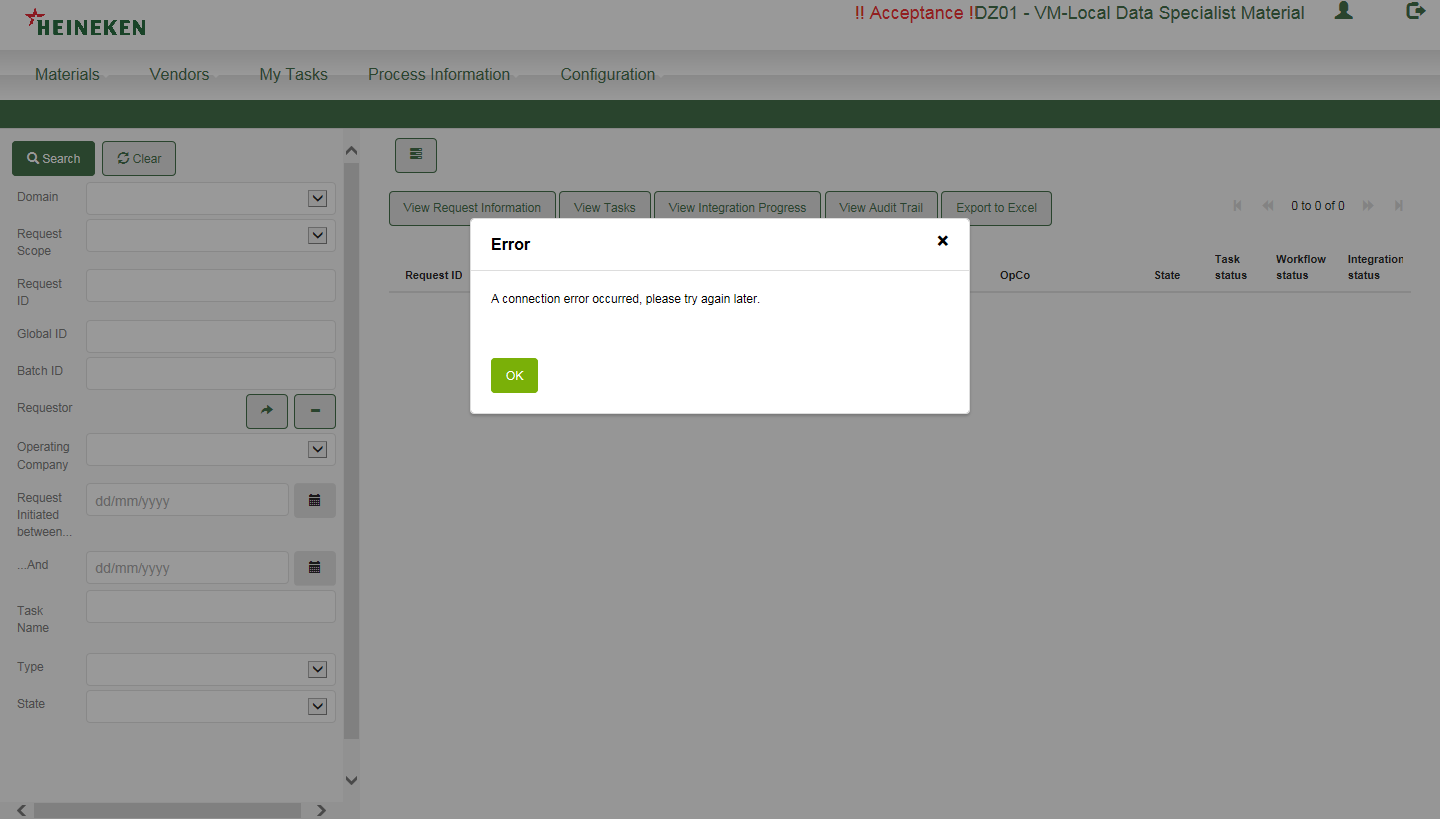 HEINEKEN
!! Acceptance !DZ01 - VM-Local Data Specialist Material
Materials
Vendors
My Tasks
Process Information
Configuration
Search
Clear
Domain
Request
Scope
Request
ID
Global ID
Batch ID
Requestor
Operating
Company
Request
Initiated
between...
dd/mm/yyyy
...And
dd/mm/yyyy
Task
Name
Type
State
View Request Information
View Tasks
View Integration Progress
View Audit Trail
Export to Excel
0 to 0 of 0
Request ID
OpCo
State
Task
status
Workflow
status
Integration
status
Error
A connection error occurred, please try again later.
OK